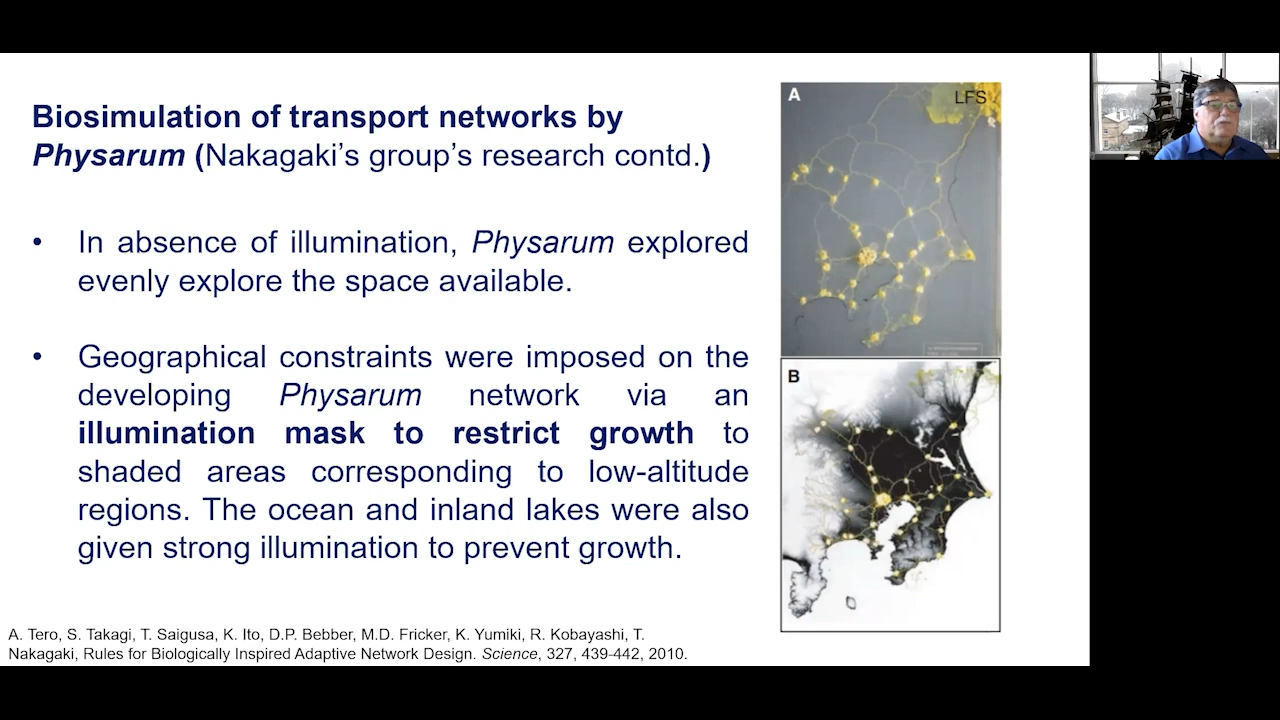 Biosimulation of transport networks by
Physarum (Nakagaki’s group’s research contd.)
• In absence of illumination, Physarum explored
evenly explore the space available.
• Geographical constraints were imposed on the
developing Physarum network via an
illumination mask to restrict growth to
shaded areas corresponding to low-altitude
regions. The ocean and inland lakes were also
given strong illumination to prevent growth.
A. Tero, S. Takagi, T. Saigusa, K. Ito, D.P. Bebber, M.D. Fricker, K. Yumiki, R. Kobayashi, T.
Nakagaki, Rules for Biologically Inspired Adaptive Network Design. Science, 327, 439-442, 2010.
A
LFS
B